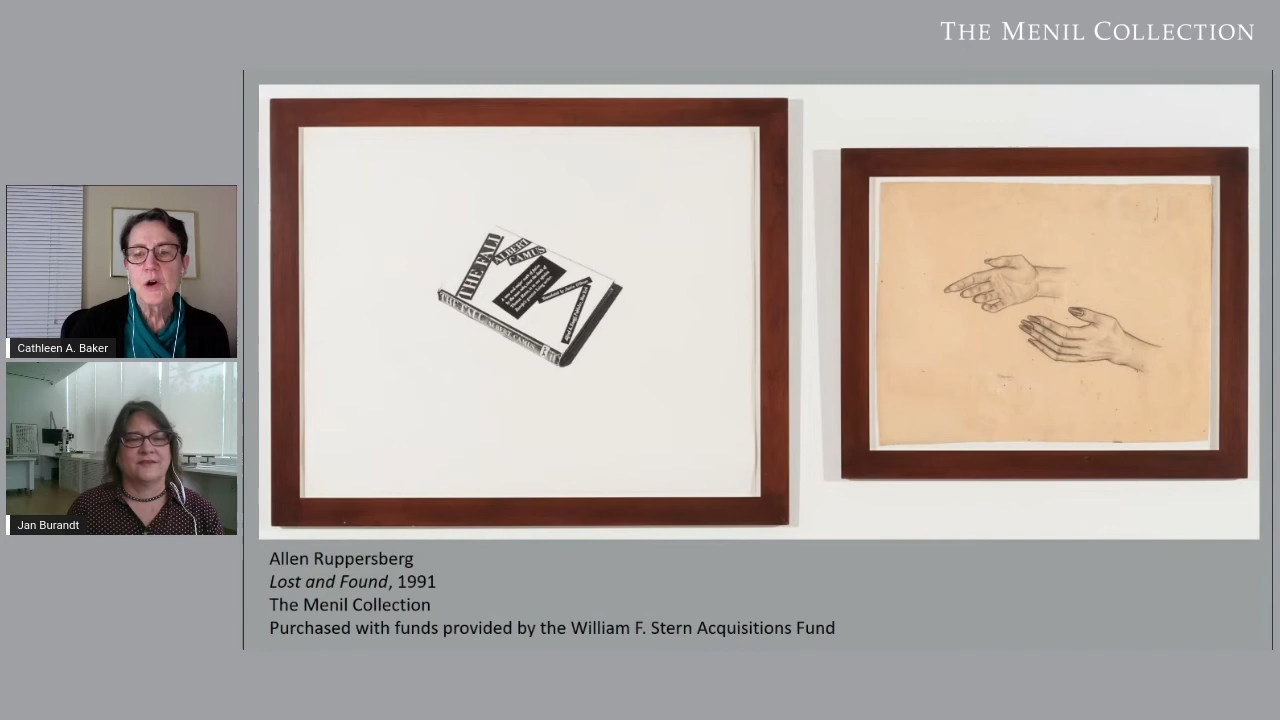 THE MENIL COLLECTION
Cathleen A. Baker
Jan Burandt
THE FALL
ALBERT
CAMUS
THE FALL ALBERT CAMUS
Allen Ruppersberg
Lost and Found, 1991
The Menil Collection
Purchased with funds provided by the William F. Stern Acquisitions Fund